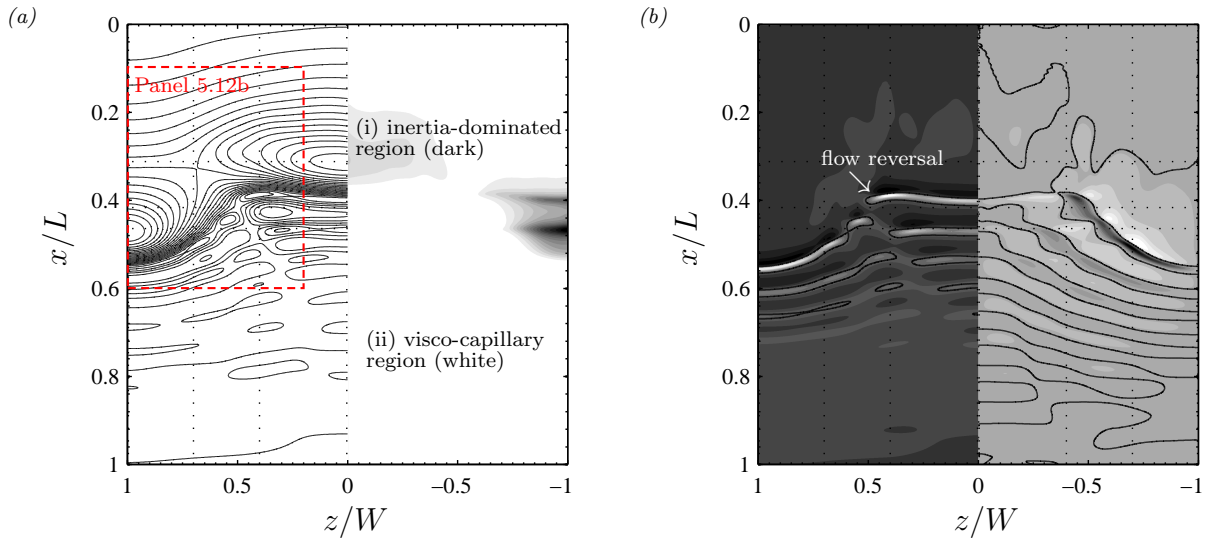 (a)
(b)
0
0.2
0.4
0.6
0.8
1
x/L
1
0.5
0
−0.5
−1
z/W
Panel 5.12b
(i) inertia-dominated
region (dark)
(ii) visco-capillary
region (white)
0
0.2
0.4
0.6
0.8
1
x/L
1
0.5
0
−0.5
−1
z/W
flow reversal